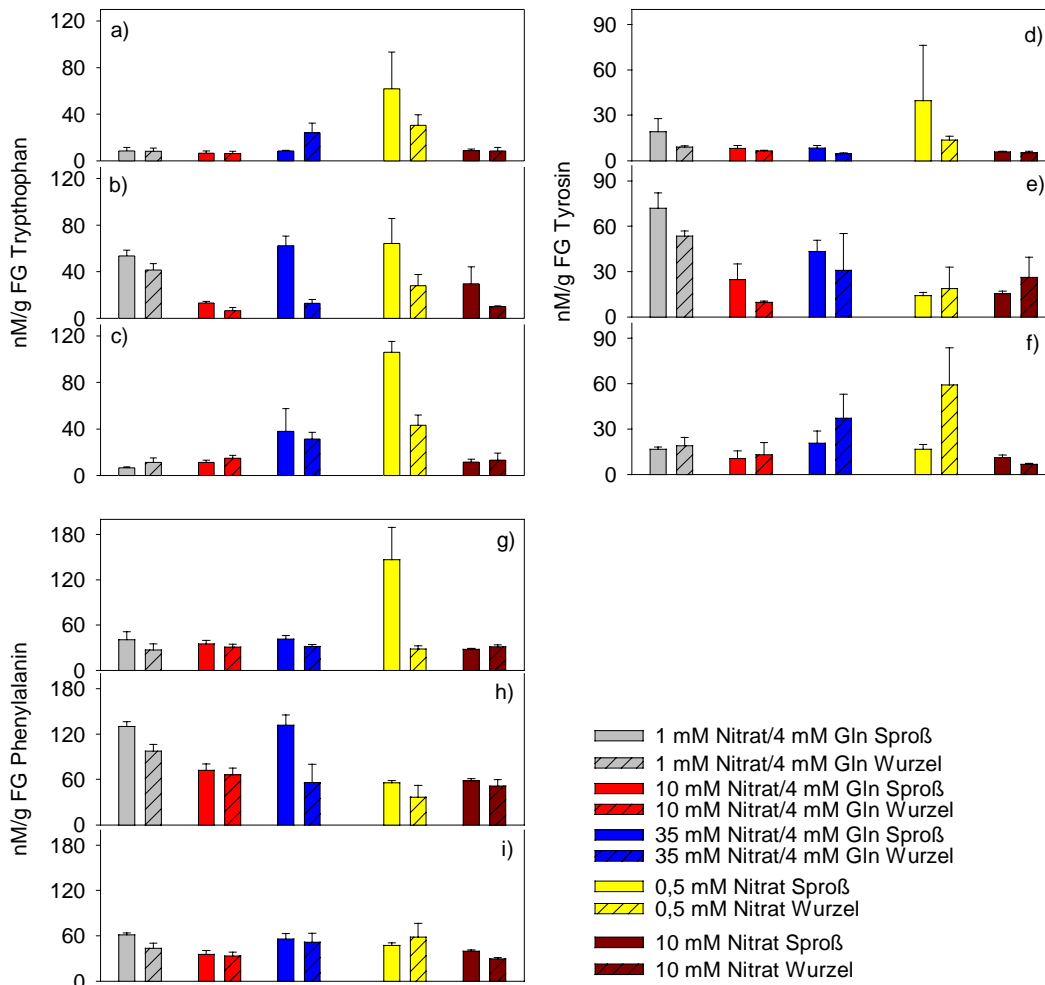 nM/g FG Trypthophan
120
a)
80
40
0
120
b)
80
40
0
120
c)
80
40
0
nM/g FG Tyrosin
90
d)
60
30
0
90
e)
60
30
0
90
f)
60
30
0
nM/g FG Phenylalanin
180
g)
120
60
0
180
h)
120
60
0
180
i)
120
60
0
1 mM Nitrat/4 mM Gln Sproß
1 mM Nitrat/4 mM Gln Wurzel
10 mM Nitrat/4 mM Gln Sproß
10 mM Nitrat/4 mM Gln Wurzel
35 mM Nitrat/4 mM Gln Sproß
35 mM Nitrat/4 mM Gln Wurzel
0,5 mM Nitrat Sproß
0,5 mM Nitrat Wurzel
10 mM Nitrat Sproß
10 mM Nitrat Wurzel